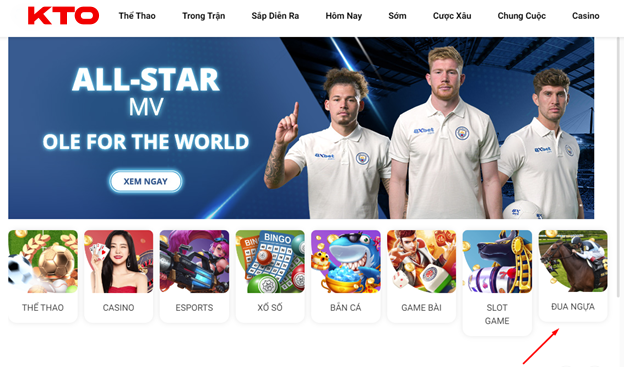 KTO
Thể Thao Trong Trận Sắp Diễn Ra Hôm Nay Sớm Cược Xâu Chung Cuộc Casino
ALL-STAR
MV
OLE FOR THE WORLD
XEM NGAY
BINGO
THỂ THAO CASINO ESPORTS XỔ SỐ BẮN CÁ GAME BÀI SLOT GAME ĐUA NGỰA